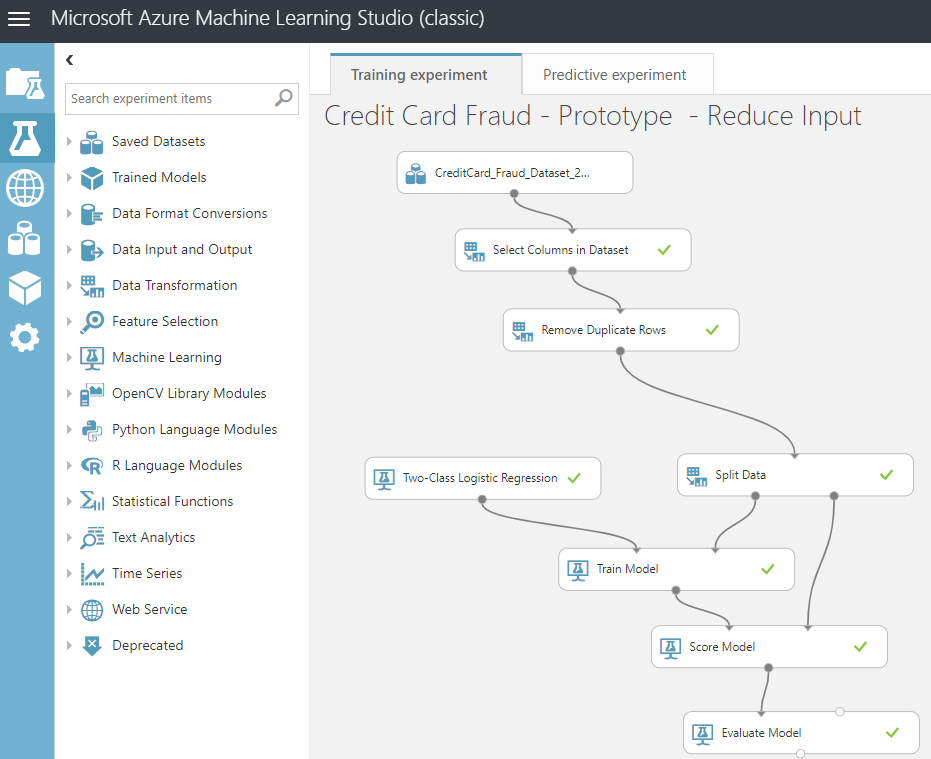 Microsoft Azure Machine Learning Studio (classic)
Training experiment
Predictive experiment
Search experiment items
Saved Datasets
Trained Models
Data Format Conversions
Data Input and Output
Data Transformation
Feature Selection
Machine Learning
OpenCV Library Modules
Python Language Modules
R Language Modules
Statistical Functions
Text Analytics
Time Series
Web Service
Deprecated
Credit Card Fraud - Prototype - Reduce Input
CreditCard_Fraud_Dataset_2...
Select Columns in Dataset
Remove Duplicate Rows
Two-Class Logistic Regression
Split Data
Train Model
Score Model
Evaluate Model